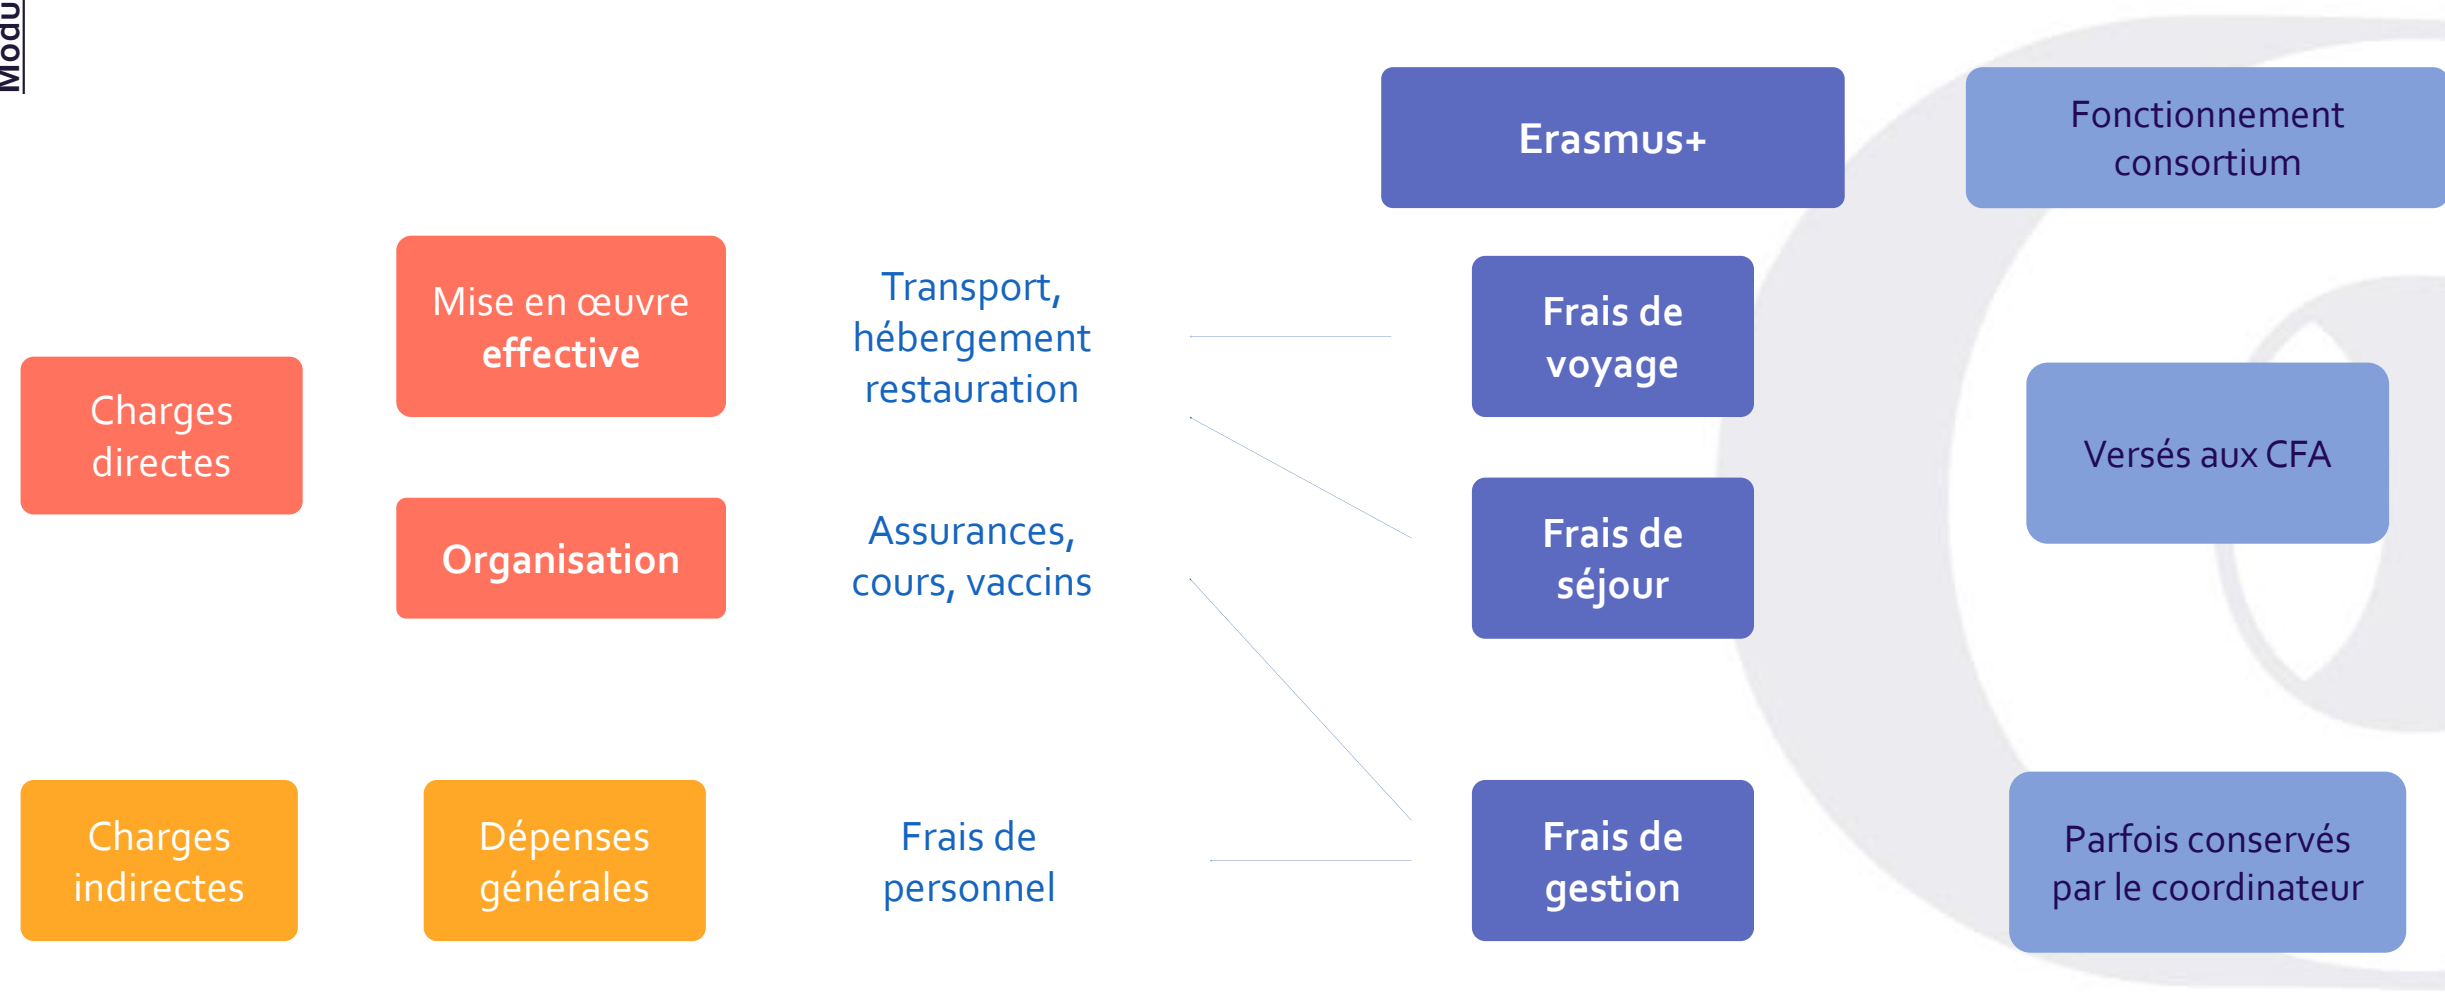 Modu
Erasmus+
Fonctionnement
consortium
Mise en œuvre
effective
Transport,
hébergement
restauration
Frais de
voyage
Charges
directes
Versés aux CFA
Organisation
Assurances,
cours, vaccins
Frais de
séjour
Charges
indirectes
Dépenses
générales
Frais de
personnel
Frais de
gestion
Parfois conservés
par le coordinateur